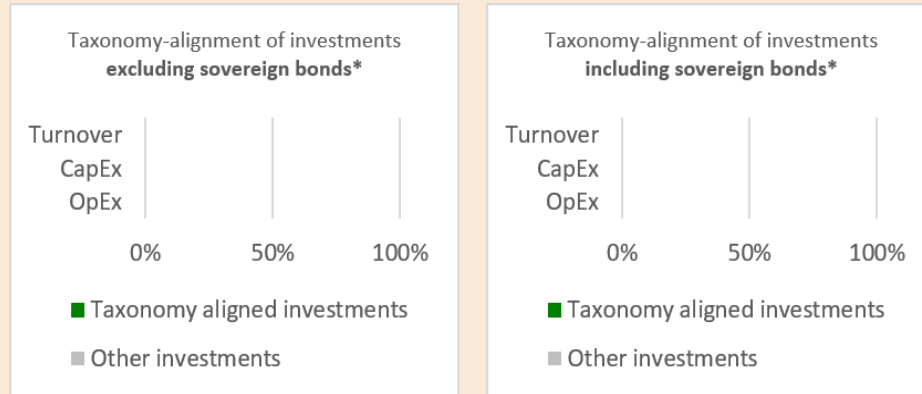 Taxonomy-alignment of investments
excluding sovereign bonds*
Turnover
CapEx
OpEx
0% 50% 100%
Taxonomy aligned investments
Other investments
Taxonomy-alignment of investments
including sovereign bonds*
Turnover
CapEx
OpEx
0% 50% 100%
Taxonomy aligned investments
Other investments